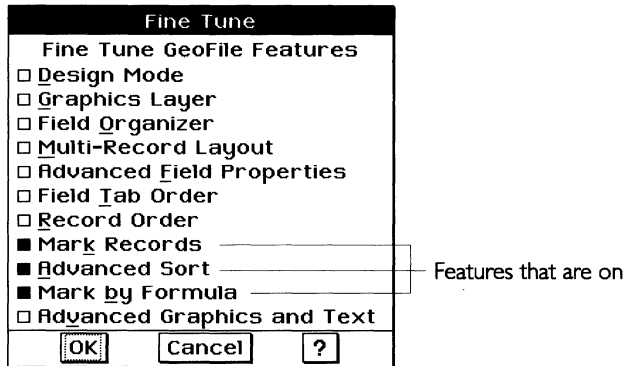 Fine Tune
Fine Tune GeoFile Features
Design Mode
Graphics Layer
Field Organizer
Multi-Record Layout
Advanced Field Properties
Field Tab Order
Record Order
Mark Records
Advanced Sort
Mark by Formula
Advanced Graphics and Text
OK Cancel ?
Features that are on